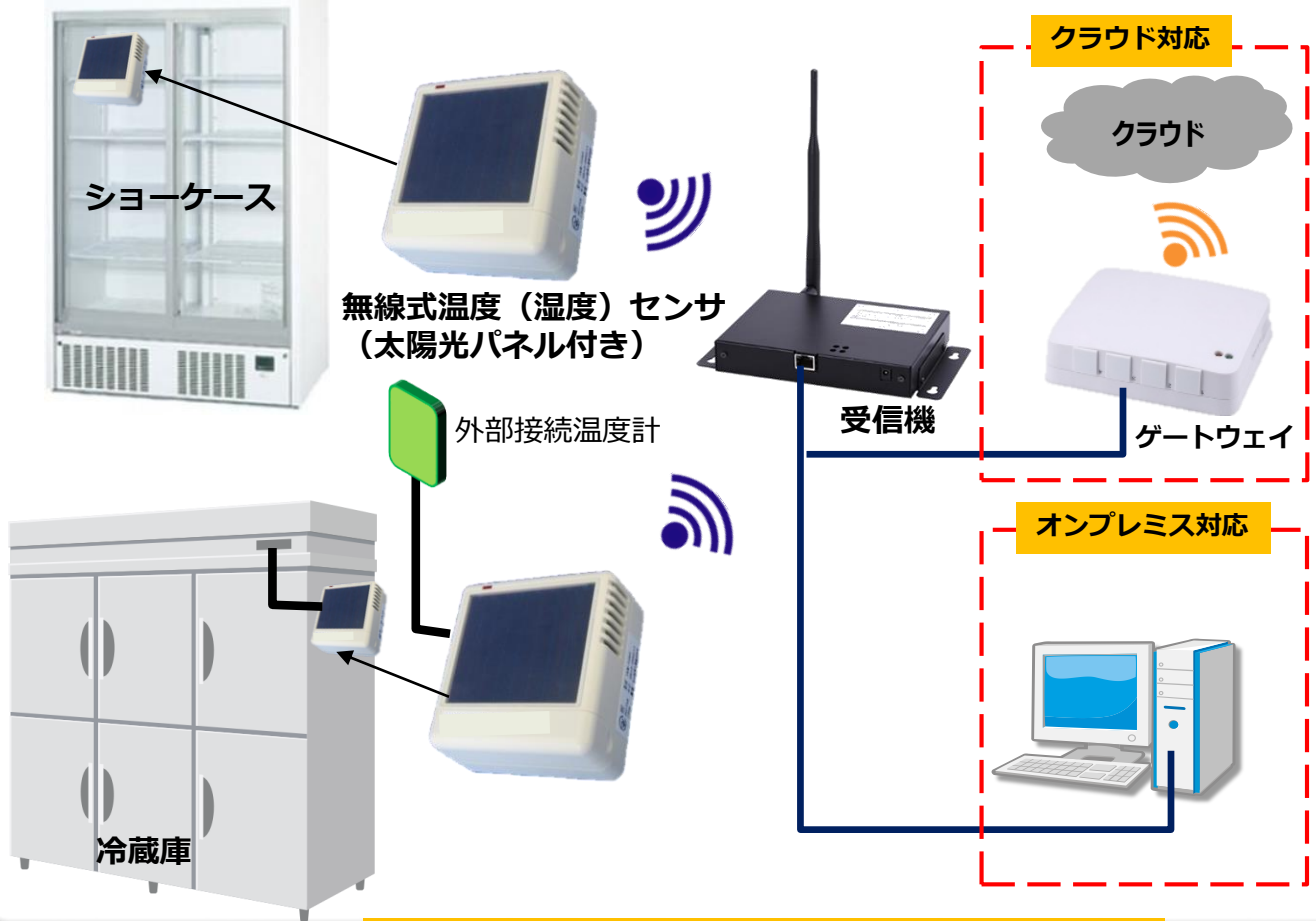 クラウド対応
クラウド
ショーケース
無線式温度（湿度）センサ
（太陽光パネル付き）
受信機
ゲートウェイ
外部接続温度計
オンプレミス対応
冷蔵庫